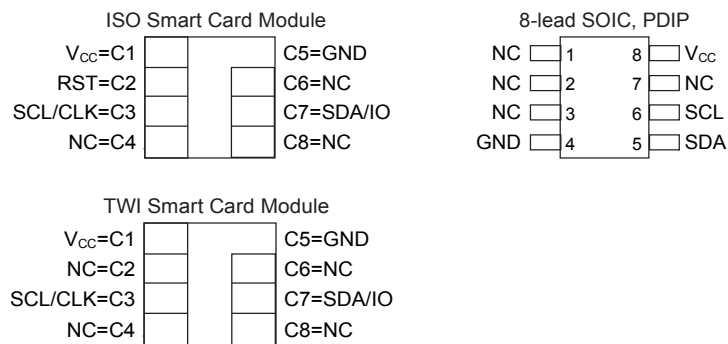 ISO Smart Card Module
VCC=C1
C5=GND
RST=C2
C6=NC
SCL/CLK=C3
C7=SDA/IO
NC=C4
C8=NC
8-lead SOIC, PDIP
NC 1 8 VCC
NC 2 7 NC
NC 3 6 SCL
GND 4 5 SDA
TWI Smart Card Module
VCC=C1
C5=GND
NC=C2
C6=NC
SCL/CLK=C3
C7=SDA/IO
NC=C4
C8=NC